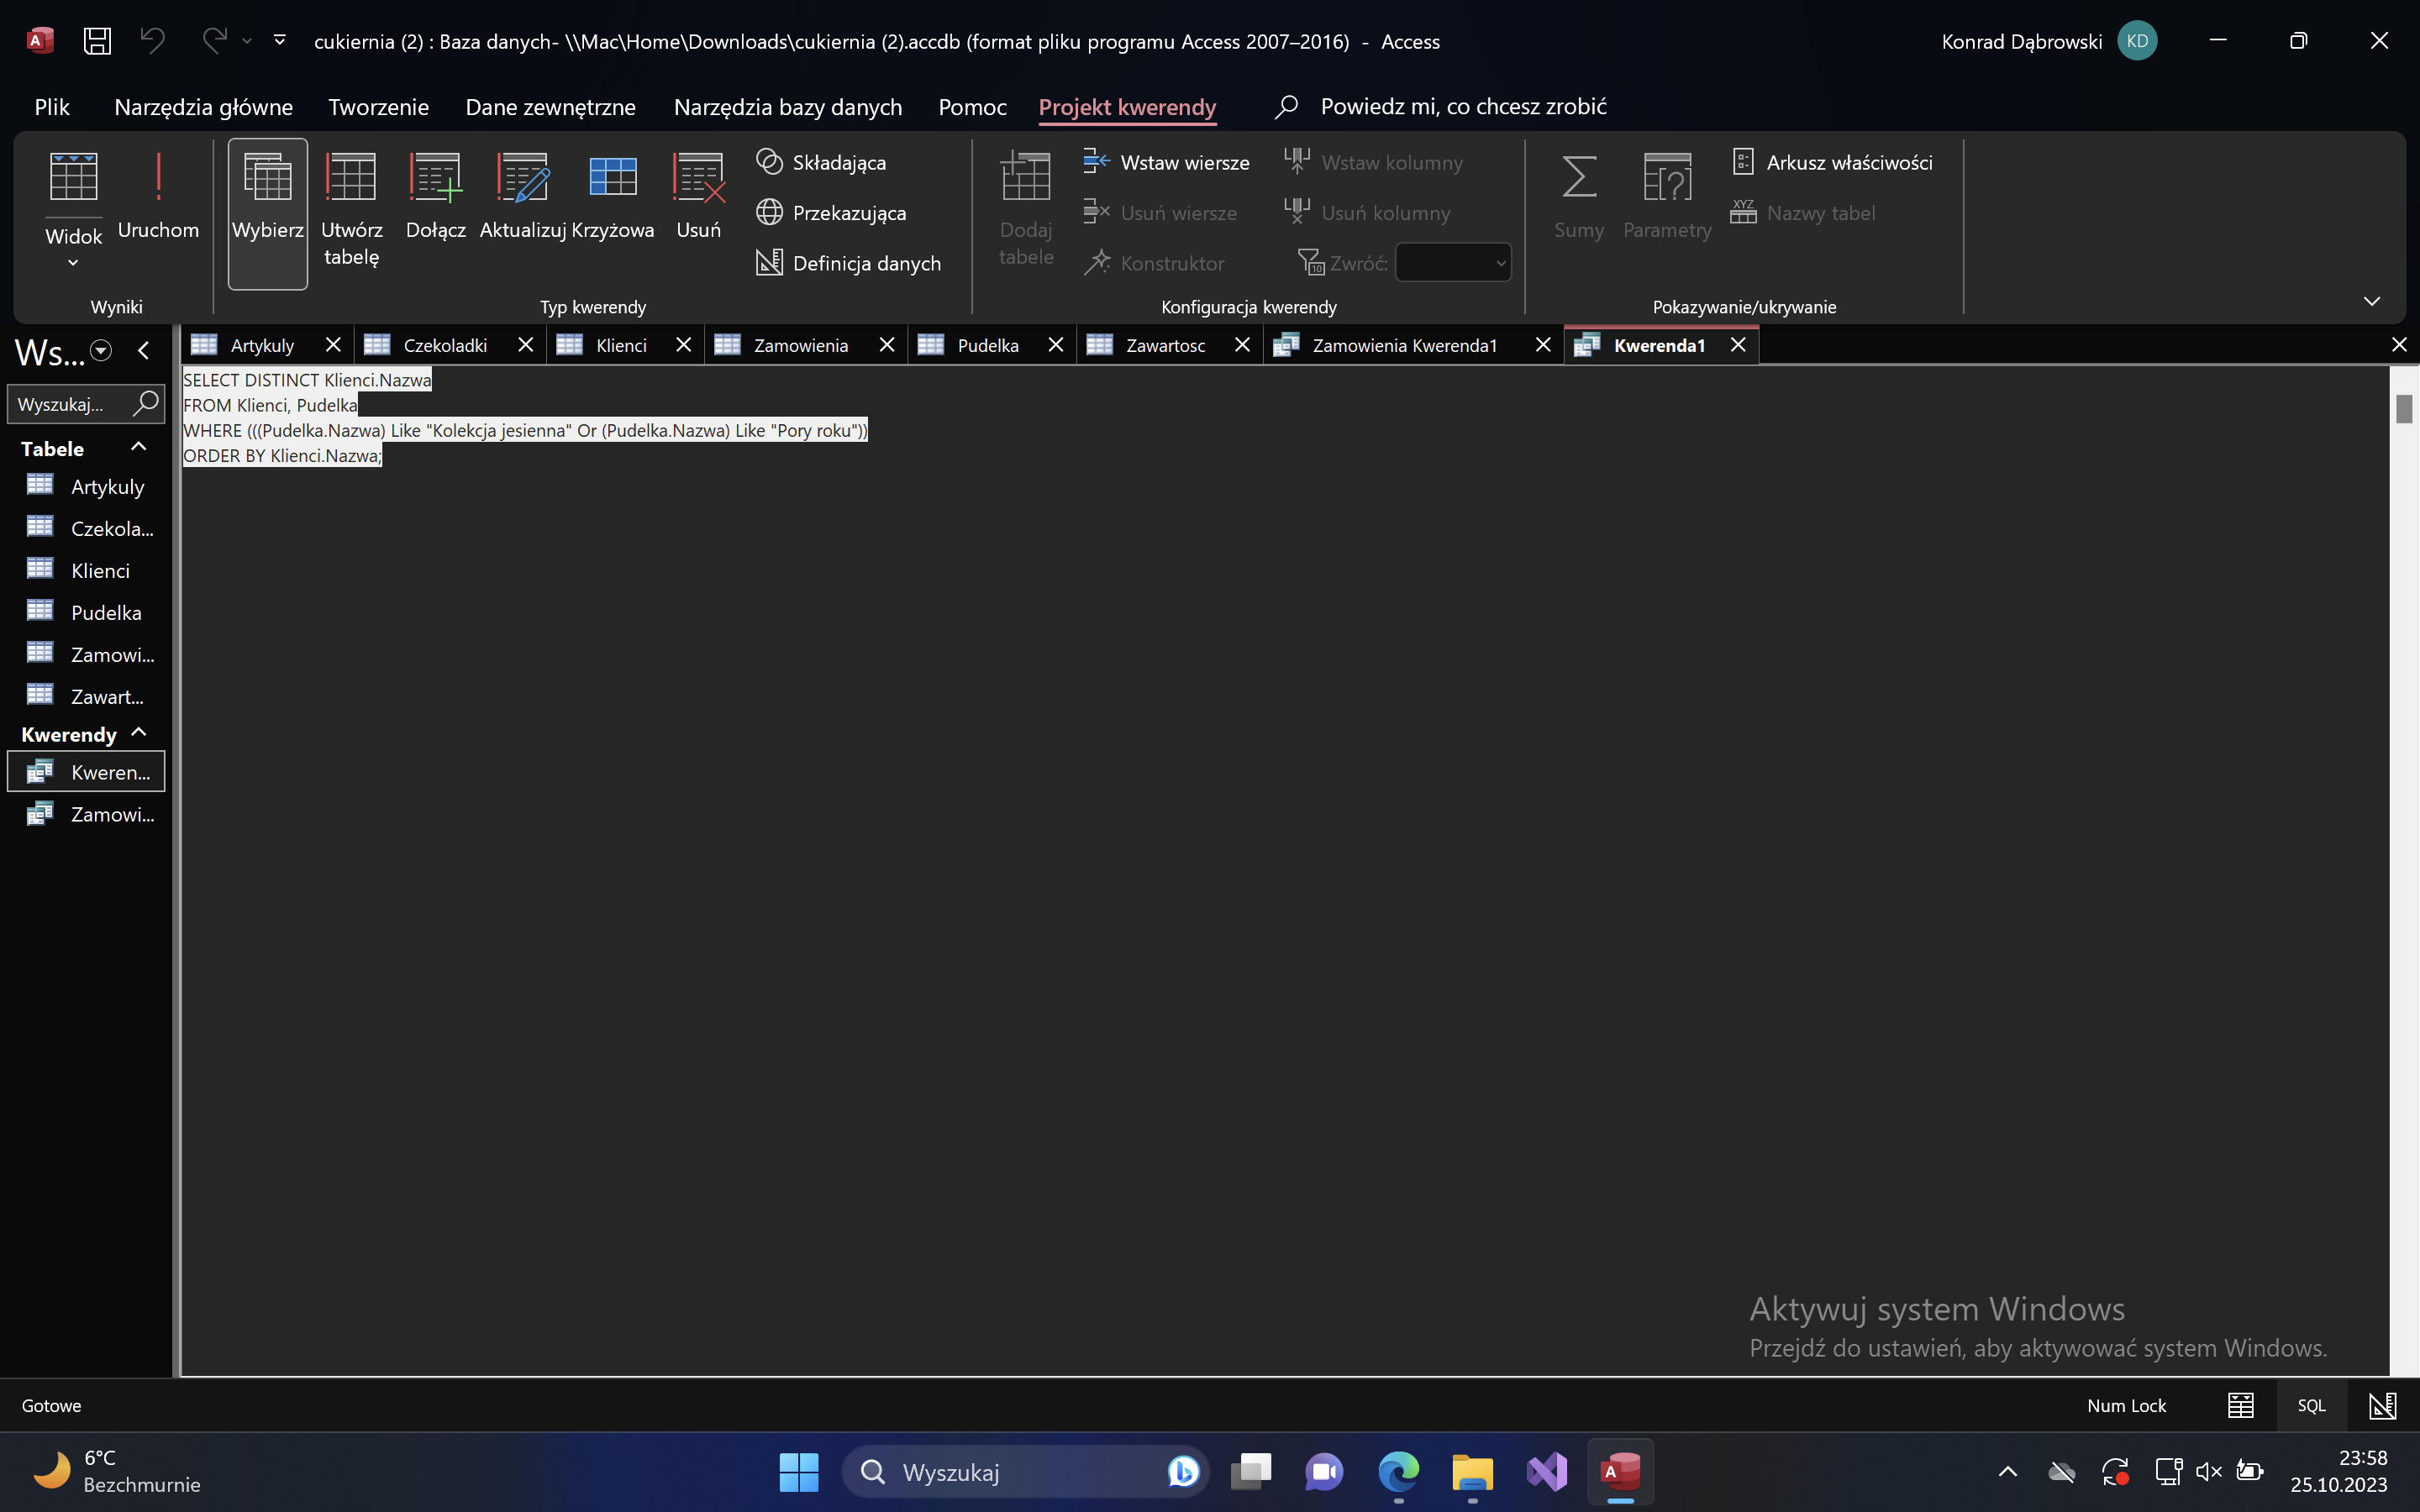 cukiernia (2) : Baza danych- \\Mac\Home\Downloads\cukiernia (2).accdb (format pliku programu Access 2007–2016) - Access
Konrad Dąbrowski KD
Plik Narzędzia główne Tworzenie Dane zewnętrzne Narzędzia bazy danych Pomoc Projekt kwerendy Powiedz mi, co chcesz zrobić
Widok
Uruchom
Wyniki
Wybierz
Utwórz
tabelę
Dołącz
Aktualizuj
Krzyżowa
Usuń
Składająca
Przekazująca
Definicja danych
Typ kwerendy
Dodaj
tabele
Wstaw wiersze
Usuń wiersze
Konstruktor
Wstaw kolumny
Usuń kolumny
Zwróć:
Konfiguracja kwerendy
Sumy
Parametry
Arkusz właściwości
XYZ Nazwy tabel
Pokazywanie/ukrywanie
Ws...
Artykuly Czekoladki Klienci Zamowienia Pudelka Zawartosc Zamowienia Kwerenda1 Kwerenda1
Wyszukaj...
Tabele
Artykuly
Czekola...
Klienci
Pudelka
Zamowi...
Zawart...
Kwerendy
Kweren...
Zamowi...
SELECT DISTINCT Klienci.Nazwa
FROM Klienci, Pudelka
WHERE (((Pudelka.Nazwa) Like "Kolekcja jesienna" Or (Pudelka.Nazwa) Like "Pory roku"))
ORDER BY Klienci.Nazwa;
Aktywuj system Windows
Przejdź do ustawień, aby aktywować system Windows.
Gotowe
Num Lock
SQL
6°C
Bezchmurnie
Wyszukaj
23:58
25.10.2023